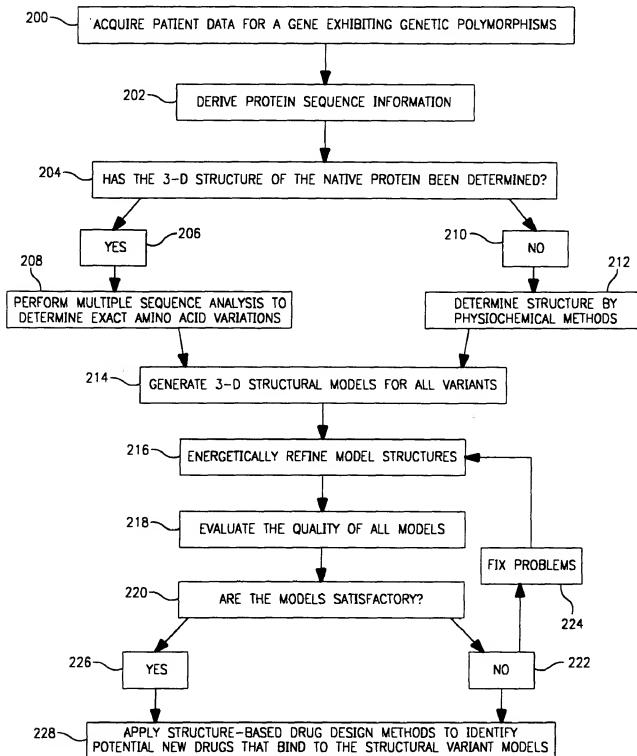 200
ACQUIRE PATIENT DATA FOR A GENE EXHIBITING GENETIC POLYMORPHISMS
202
DERIVE PROTEIN SEQUENCE INFORMATION
204
HAS THE 3-D STRUCTURE OF THE NATIVE PROTEIN BEEN DETERMINED?
YES
206
210
NO
208
PERFORM MULTIPLE SEQUENCE ANALYSIS TO
DETERMINE EXACT AMINO ACID VARIATIONS
212
DETERMINE STRUCTURE BY
PHYSIOCHEMICAL METHODS
214
GENERATE 3-D STRUCTURAL MODELS FOR ALL VARIANTS
216
ENERGETICALLY REFINE MODEL STRUCTURES
218
EVALUATE THE QUALITY OF ALL MODELS
FIX PROBLEMS
224
220
ARE THE MODELS SATISFACTORY?
226
YES
NO
222
228
APPLY STRUCTURE-BASED DRUG DESIGN METHODS TO IDENTIFY
POTENTIAL NEW DRUGS THAT BIND TO THE STRUCTURAL VARIANT MODELS